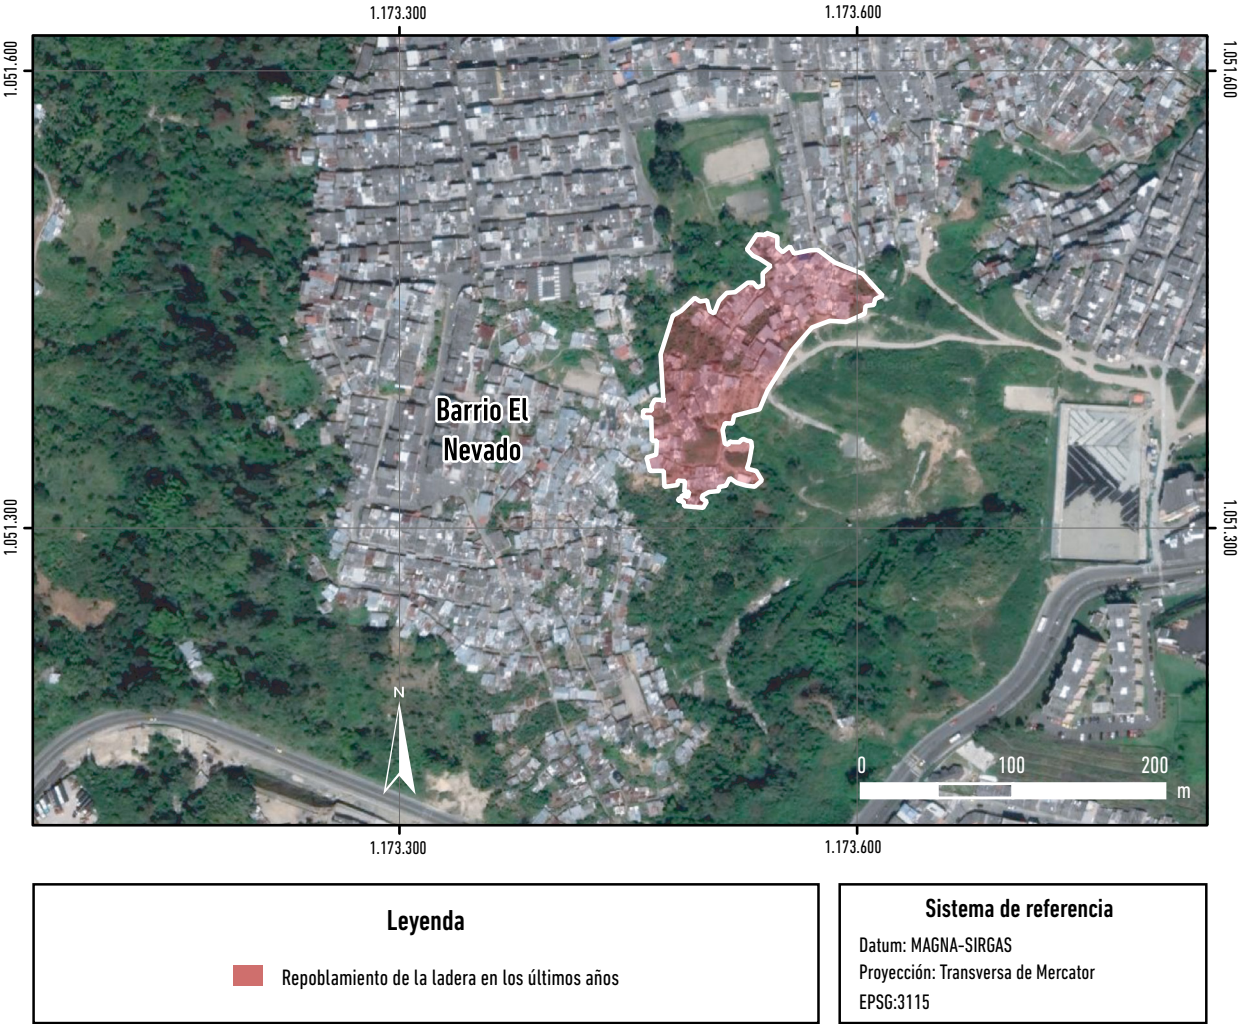 1.173.300
1.173.600
1.051.600
1.051.600
Barrio El
Nevado
1.051.300
1.051.300
N
0
100
200
m
1.173.300
1.173.600
Leyenda
Repoblamiento de la ladera en los últimos años
Sistema de referencia
Datum: MAGNA-SIRGAS
Proyección: Transversa de Mercator
EPSG:3115